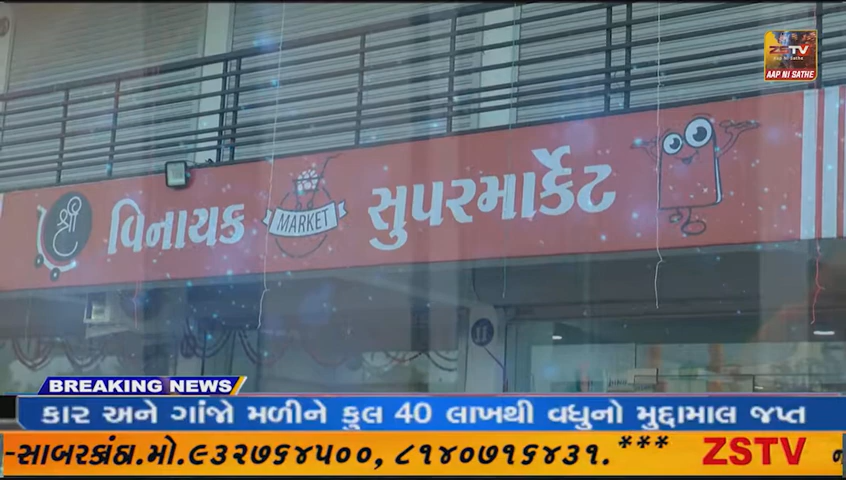 ZSTV
AAP NI SATHE
શ્રી વિનાયક MARKET સુપરમાર્કેટ
BREAKING NEWS
કાર અને ગાંજો મળીને કુલ 40 લાખથી વધુનો મુદ્દામાલ જપ્ત
-સાબરકાંઠા.મો.૯૩૨૭૬૪૫૦૦, ૮૧૪૦૭૧૬૪૩૧.*** ZSTV